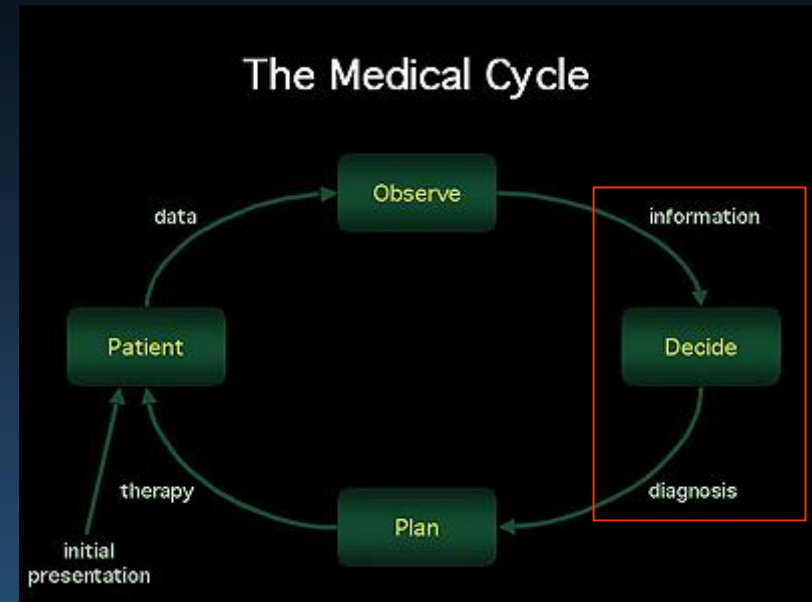 The Medical Cycle
Observe
data
information
Patient
Decide
therapy
diagnosis
Plan
initial
presentation